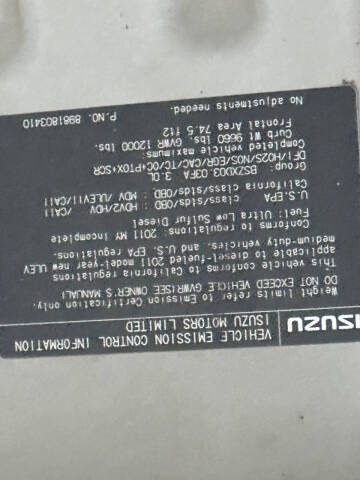 ISUZU
VEHICLE EMISSION CONTROL INFORMATION
ISUZU MOTORS LIMITED
Weight limits refer to Emission Certification only.
DO NOT EXCEED VEHICLE GVWR(SEE OWNER'S MANUAL)
This vehicle conforms to California regulations
applicable to diesel-fueled 2011 model-year new ULEV
medium-duty vehicles, and U.S. EPA regulations.
Conforms to regulations: 2011 MY Incomplete
Fuel: Ultra Low Sulfur Diesel
U.S.EPA class/stds : HDV2/HDV /CA11
California class/stds/OBD : MDV /ULEVII/CA11
Group: BSZXH03.03FA 3.0L
DFI/HO2S/NOS/EGR/CAC/TC/OC/PTOX+SCR
Completed vehicle maximums:
Curb Wt 9660 lbs. GVWR 12000 lbs.
Frontal Area 74.5 ft2
No adjustments needed.
P.NO. 8981803410